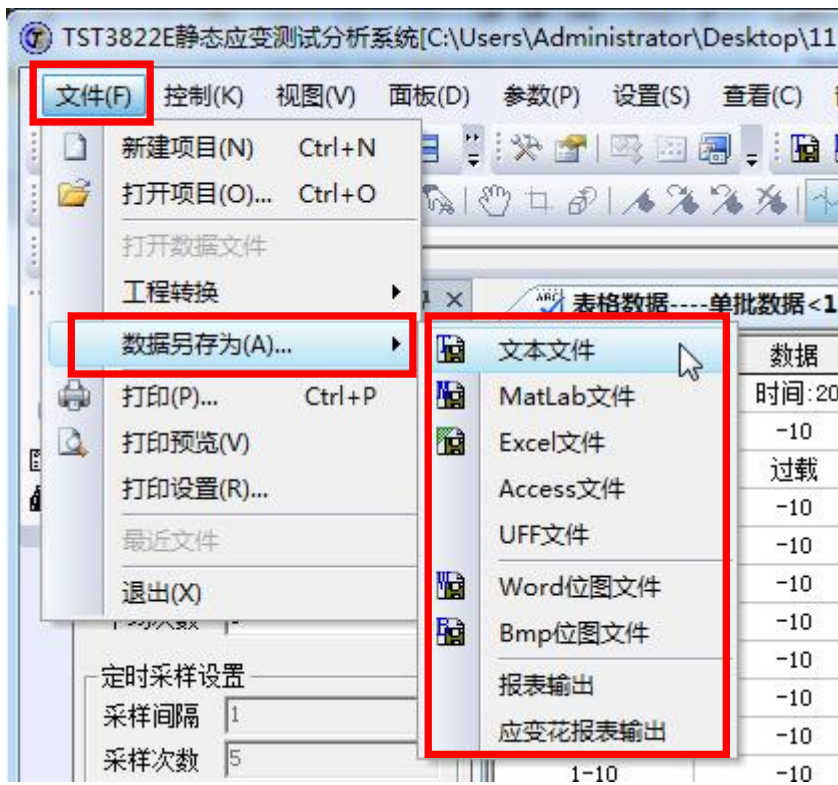 TST3822E静态应变测试分析系统[C:\Users\Administrator\Desktop\11
文件(F) 控制(K) 视图(V) 面板(D) 参数(P) 设置(S) 查看(C)
新建项目(N) Ctrl+N
打开项目(O)... Ctrl+O
打开数据文件
工程转换
数据另存为(A)...
打印(P)... Ctrl+P
打印预览(V)
打印设置(R)...
最近文件
退出(X)
文本文件
MatLab文件
Excel文件
Access文件
UFF文件
Word位图文件
Bmp位图文件
报表输出
应变花报表输出
表格数据----单批数据<1
数据
时间:20
-10
过载
-10
-10
-10
-10
-10
-10
-10
1-10 -10
定时采样设置
采样间隔 1
采样次数 5